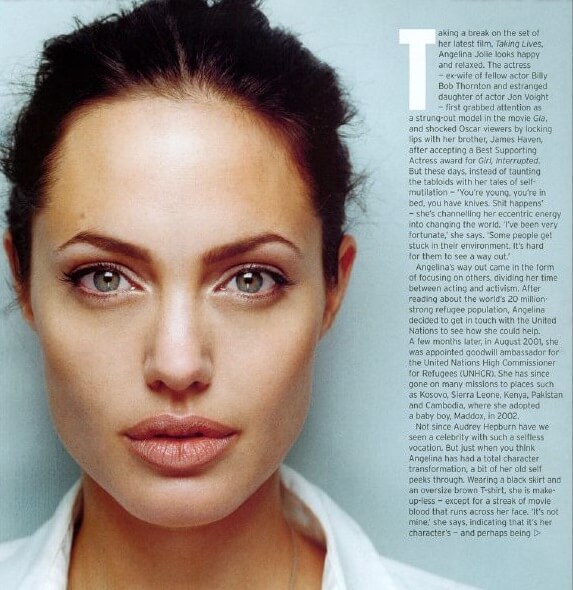 Taking a break on the set of
her latest film, Taking Lives,
Angelina Jolie looks happy
and relaxed. The actress
– ex-wife of fellow actor Billy
Bob Thornton and estranged
daughter of actor Jon Voight
– first grabbed attention as
a strung-out model in the movie Gia,
and shocked Oscar viewers by locking
lips with her brother, James Haven,
after accepting a Best Supporting
Actress award for Girl, Interrupted.
But these days, instead of taunting
the tabloids with her tales of self-
mutilation – 'You're young, you're in
bed, you have knives. Shit happens'
– she's channelling her eccentric energy
into changing the world. 'I've been very
fortunate,' she says. 'Some people get
stuck in their environment. It's hard
for them to see a way out.'
Angelina's way out came in the form
of focusing on others, dividing her time
between acting and activism. After
reading about the world's 20 million-
strong refugee population, Angelina
decided to get in touch with the United
Nations to see how she could help.
A few months later, in August 2001, she
was appointed goodwill ambassador for
the United Nations High Commissioner
for Refugees (UNHCR). She has since
gone on many missions to places such
as Kosovo, Sierra Leone, Kenya, Pakistan
and Cambodia, where she adopted
a baby boy, Maddox, in 2002.
Not since Audrey Hepburn have we
seen a celebrity with such a selfless
vocation. But just when you think
Angelina has had a total character
transformation, a bit of her old self
peeks through. Wearing a black skirt and
an oversize brown T-shirt, she is make-
up-less – except for a streak of movie
blood that runs across her face. 'It's not
mine,' she says, indicating that it's her
character's – and perhaps being ▷